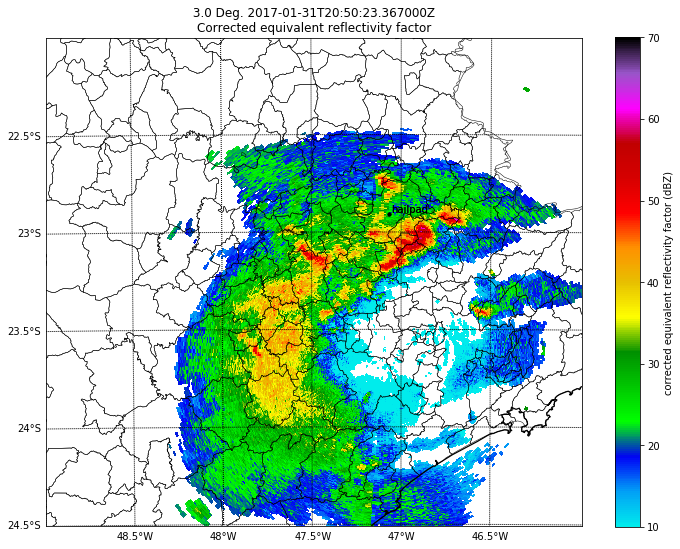 3.0 Deg. 2017-01-31T20:50:23.367000Z
Corrected equivalent reflectivity factor
22.5°S
23°S
23.5°S
24°S
24.5°S
48.5°W
48°W
47.5°W
47°W
46.5°W
70
60
50
40
30
20
10
corrected equivalent reflectivity factor (dBZ)